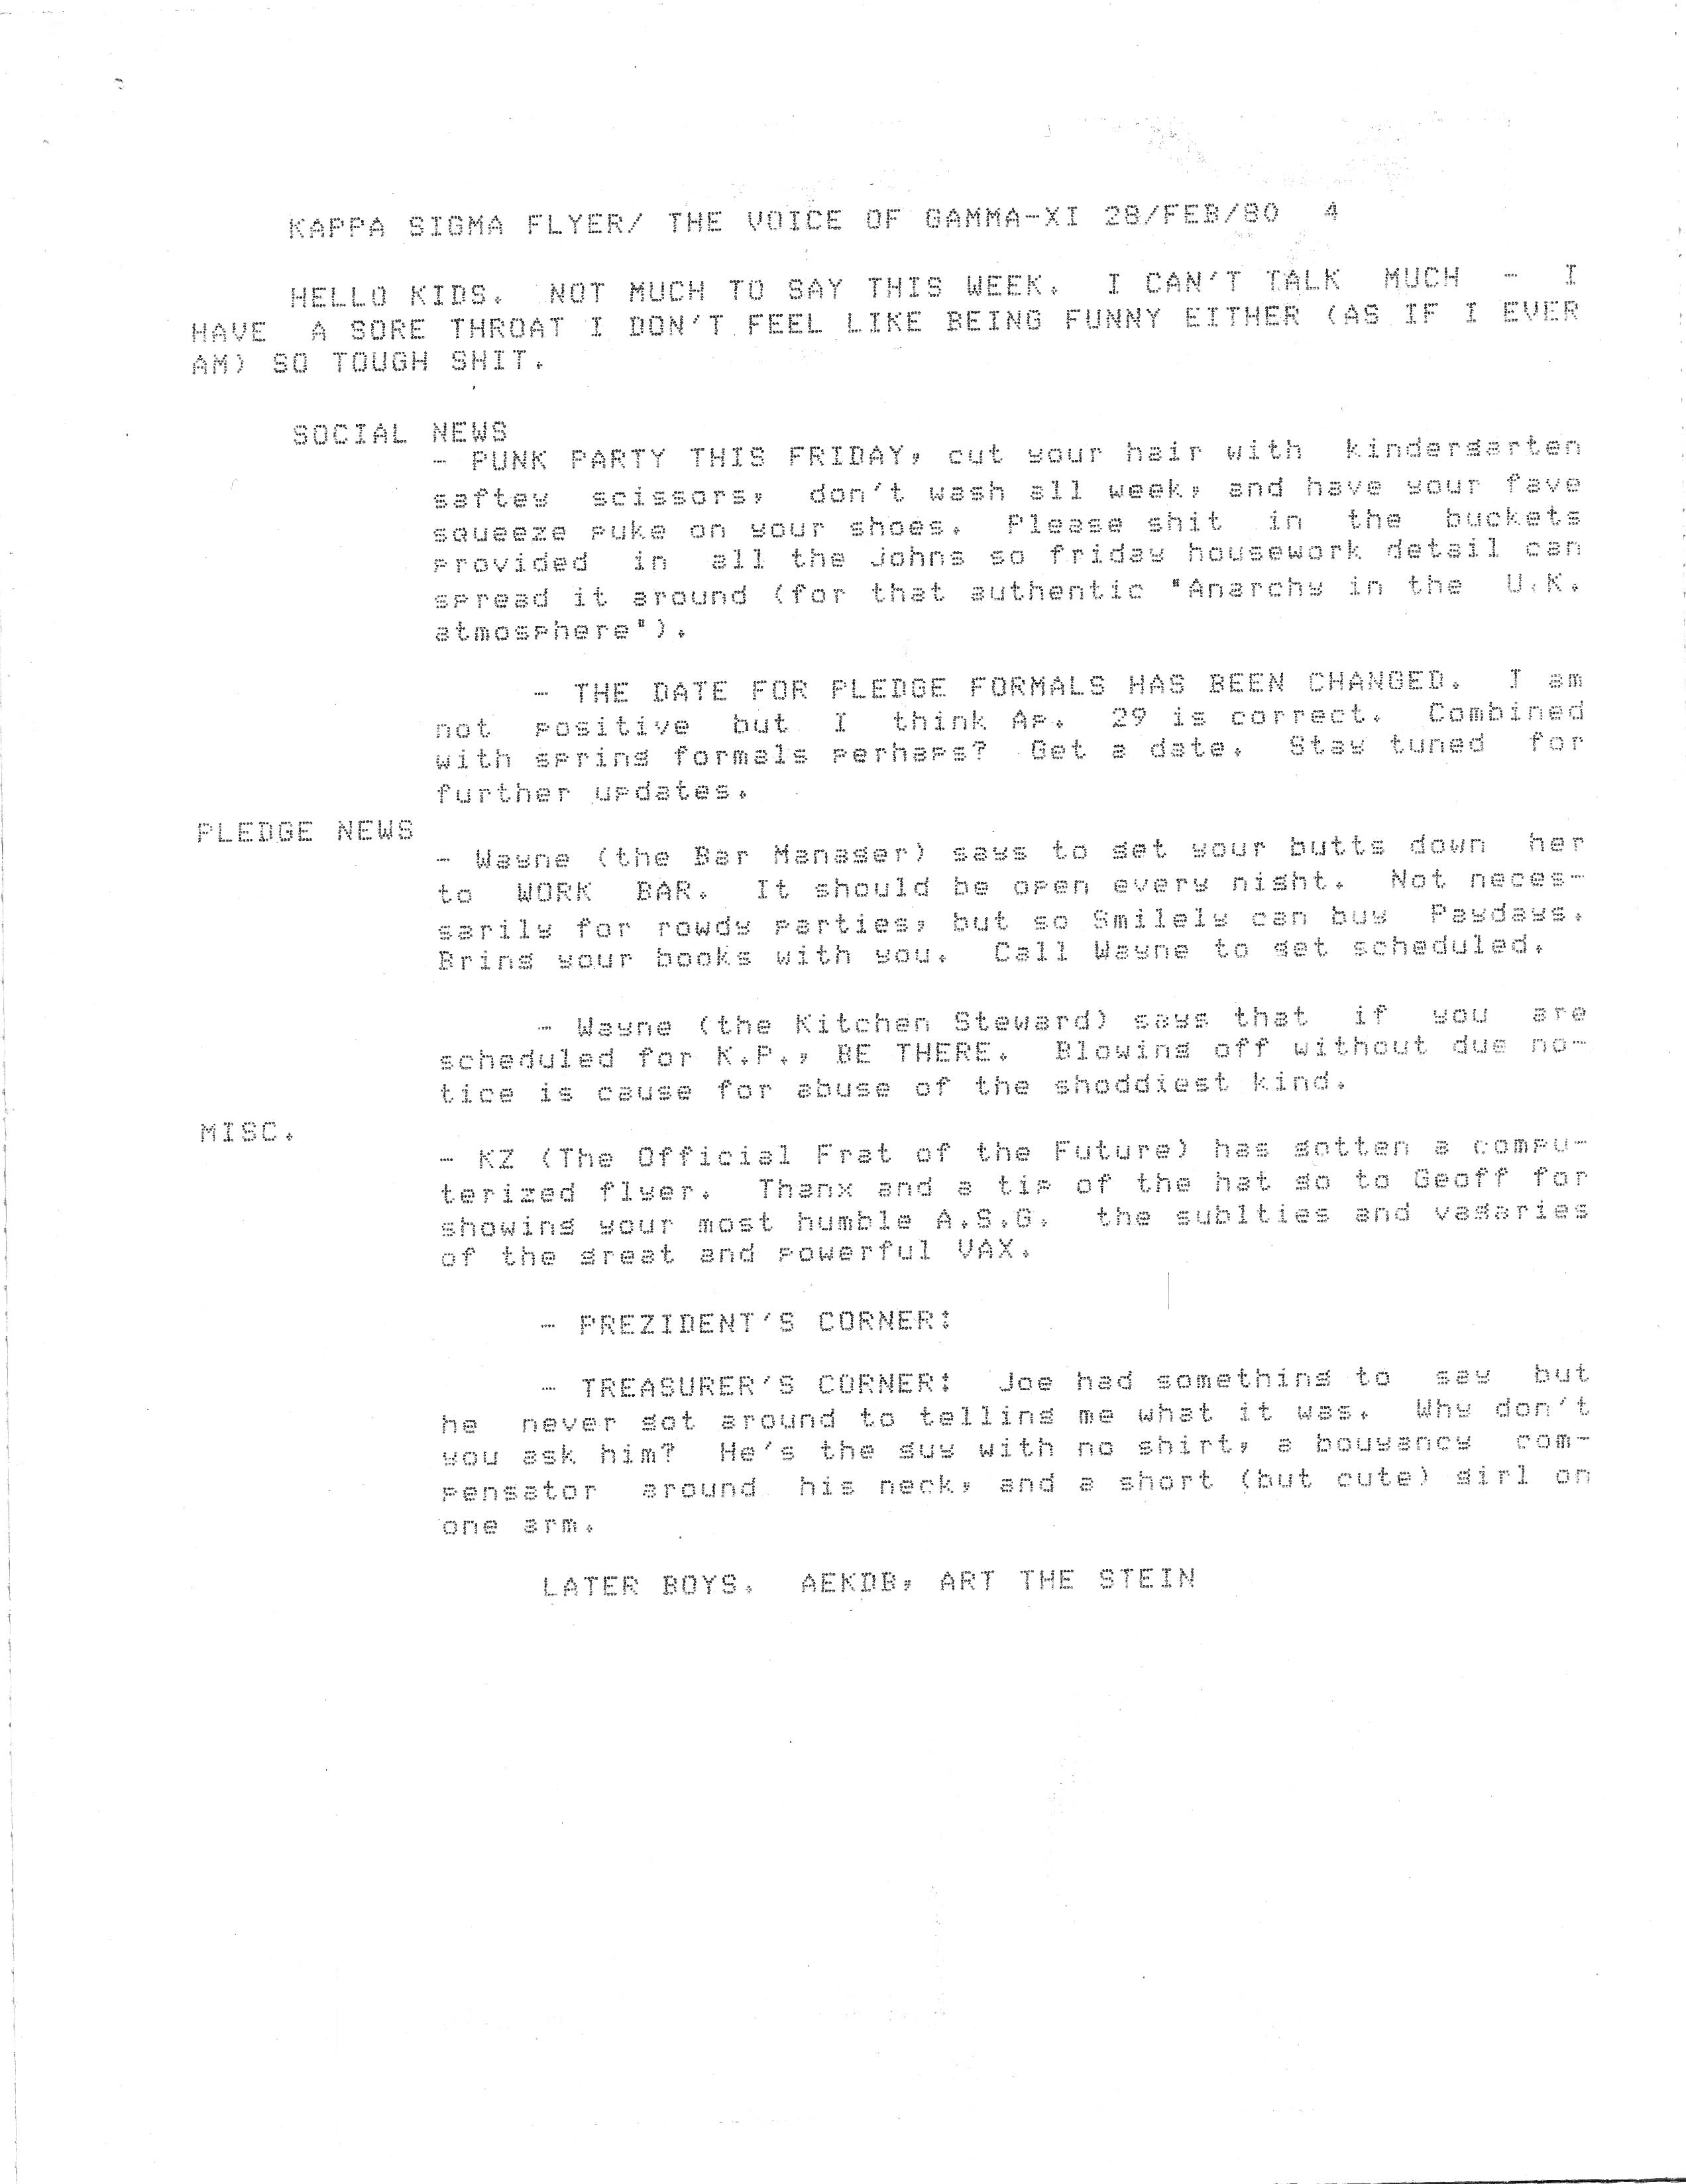 KAPPA SIGMA FLYER/ THE VOICE OF GAMMA-XI 28/FEB/80 4
HELLO KIDS. NOT MUCH TO SAY THIS WEEK. I CAN'T TALK MUCH - I
HAVE A SORE THROAT I DON'T FEEL LIKE BEING FUNNY EITHER (AS IF I EVER
AM) SO TOUGH SHIT.
SOCIAL NEWS
- PUNK PARTY THIS FRIDAY, cut your hair with kindergarten
saftey scissors, don't wash all week, and have your fave
squeeze puke on your shoes. Please shit in the buckets
provided in all the johns so friday housework detail can
spread it around (for that authentic "Anarchy in the U.K.
atmosphere").
- THE DATE FOR PLEDGE FORMALS HAS BEEN CHANGED. I am
not positive but I think Ap. 29 is correct. Combined
with spring formals perhaps? Get a date. Stay tuned for
further updates.
PLEDGE NEWS
- Wayne (the Bar Manager) says to get your butts down her
to WORK BAR. It should be open every night. Not neces-
sarily for rowdy parties, but so Smilely can buy Paydays.
Bring your books with you. Call Wayne to get scheduled.
- Wayne (the Kitchen Steward) says that if you are
scheduled for K.P., BE THERE. Blowing off without due no-
tice is cause for abuse of the shoddiest kind.
MISC.
- KZ (The Official Frat of the Future) has gotten a compu-
terized flyer. Thanx and a tip of the hat go to Geoff for
showing your most humble A.S.G. the sublties and vagaries
of the great and powerful VAX.
- PREZIDENT'S CORNER:
- TREASURER'S CORNER: Joe had something to say but
he never got around to telling me what it was. Why don't
you ask him? He's the guy with no shirt, a bouyancy com-
pensator around his neck, and a short (but cute) girl on
one arm.
LATER BOYS. AEKDB, ART THE STEIN